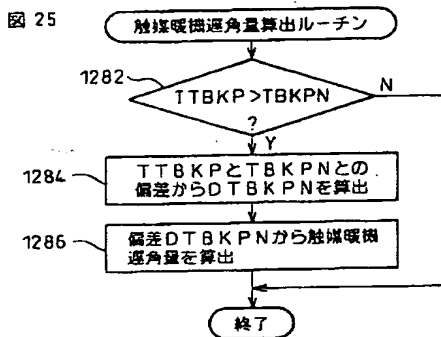 図 25
触媒暖機遅角量算出ルーチン
1282
TTBKP>TBKPN
?
N
Y
1284
TTBKPとTBKPNとの
偏差からDTBKPNを算出
1286
偏差DTBKPNから触媒暖機
遅角量を算出
終了